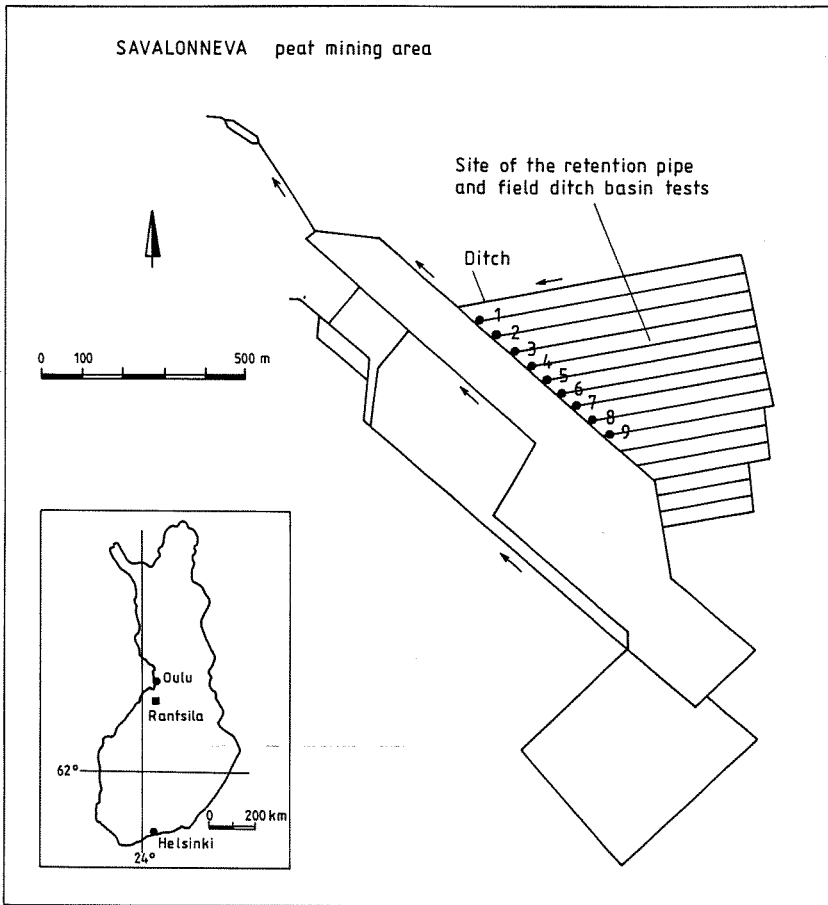 SAVALONNEVA peat mining area
Site of the retention pipe
and field ditch basin tests
Ditch
1
2
3
4
5
6
7
8
9
0 100 500 m
Oulu
Rantsila
62°
0 200 km
Helsinki
24°